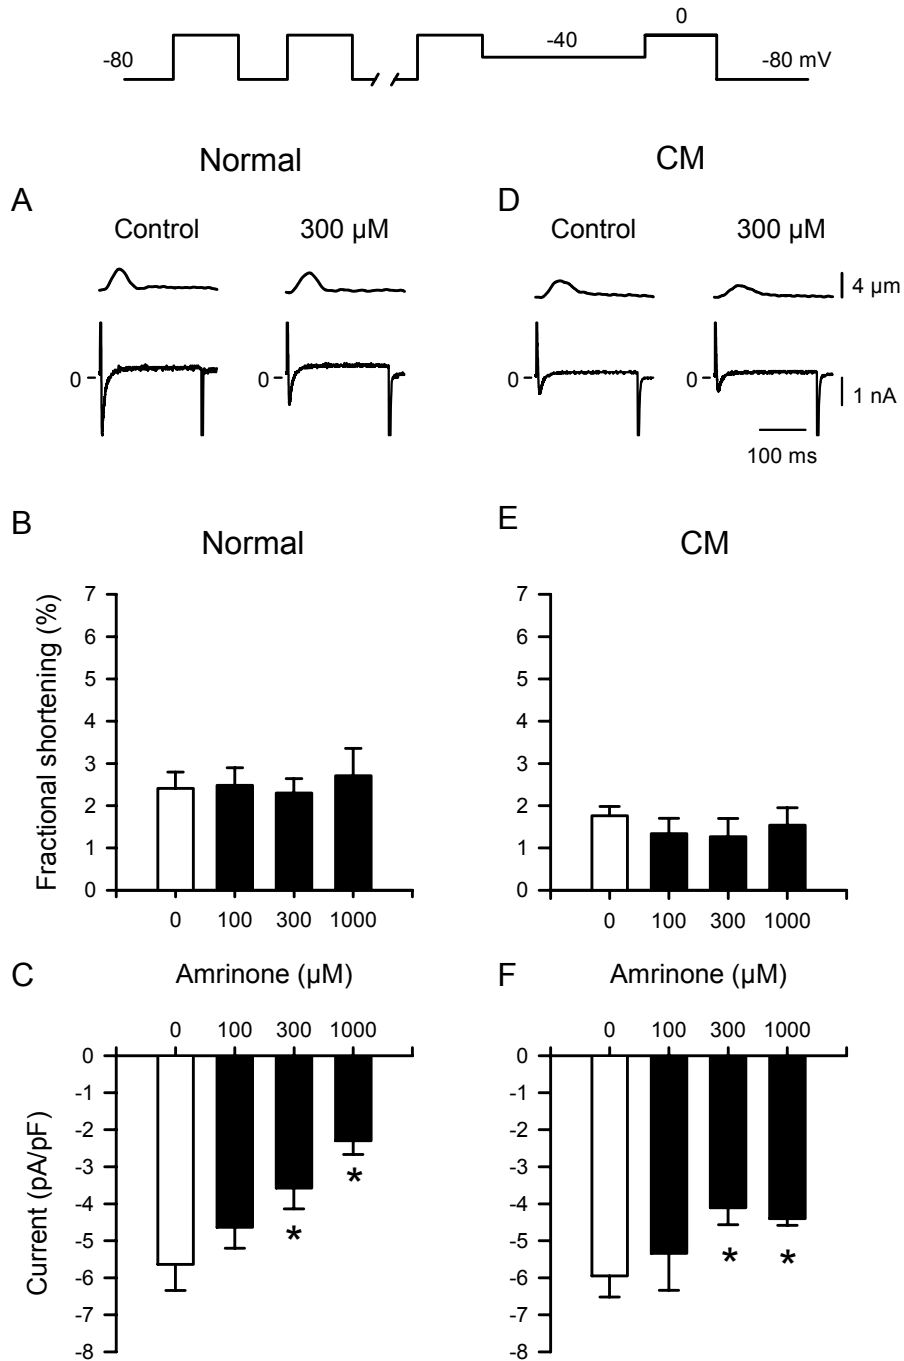 0
-80
-40
-80 mV
Normal
CM
A
D
Control
300 µM
Control
300 µM
4 µm
0
0
1 nA
100 ms
B
E
Normal
CM
Fractional shortening (%)
7
6
5
4
3
2
1
0
0 100 300 1000
7
6
5
4
3
2
1
0
0 100 300 1000
C
Amrinone (µM)
F
Amrinone (µM)
0 100 300 1000
Current (pA/pF)
0
-1
-2
-3
-4
-5
-6
-7
-8
*
*
0 100 300 1000
0
-1
-2
-3
-4
-5
-6
-7
-8
* *